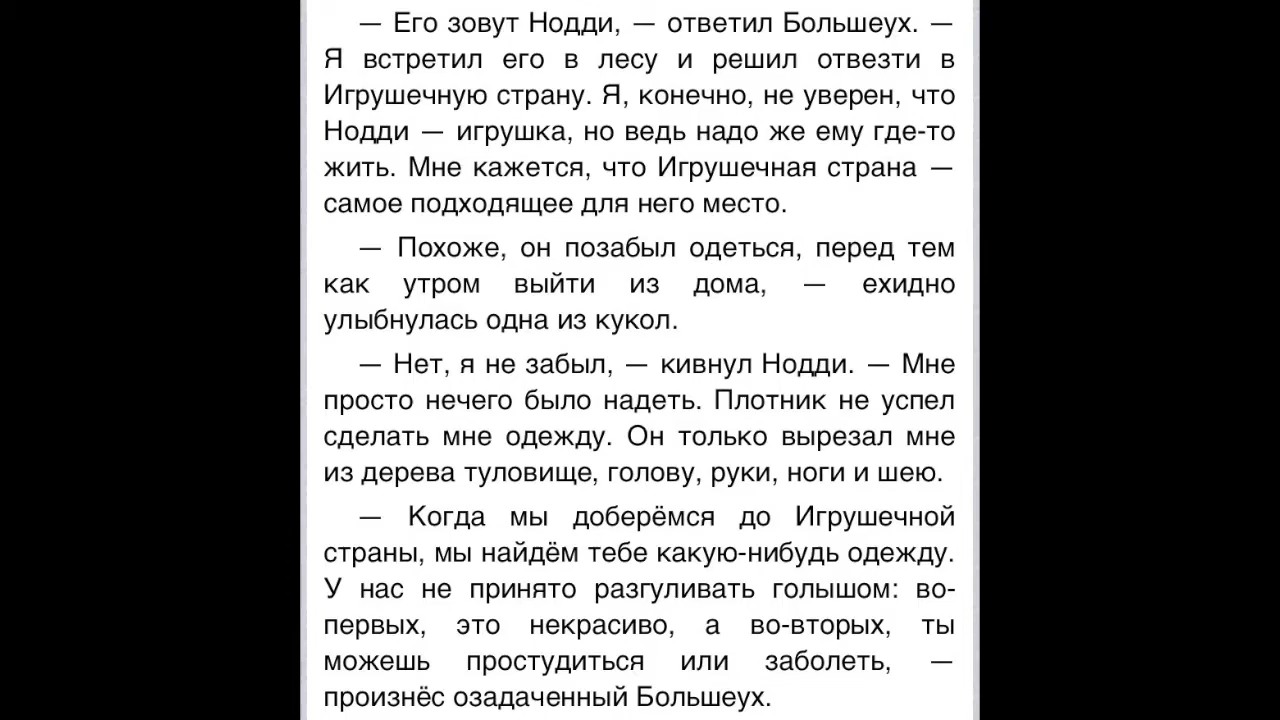 — Его зовут Нодди, — ответил Большеух. —
Я встретил его в лесу и решил отвезти в
Игрушечную страну. Я, конечно, не уверен, что
Нодди — игрушка, но ведь надо же ему где-то
жить. Мне кажется, что Игрушечная страна —
самое подходящее для него место.
— Похоже, он позабыл одеться, перед тем
как утром выйти из дома, — ехидно
улыбнулась одна из кукол.
— Нет, я не забыл, — кивнул Нодди. — Мне
просто нечего было надеть. Плотник не успел
сделать мне одежду. Он только вырезал мне
из дерева туловище, голову, руки, ноги и шею.
— Когда мы доберёмся до Игрушечной
страны, мы найдём тебе какую-нибудь одежду.
У нас не принято разгуливать голышом: во-
первых, это некрасиво, а во-вторых, ты
можешь простудиться или заболеть, —
произнёс озадаченный Большеух.